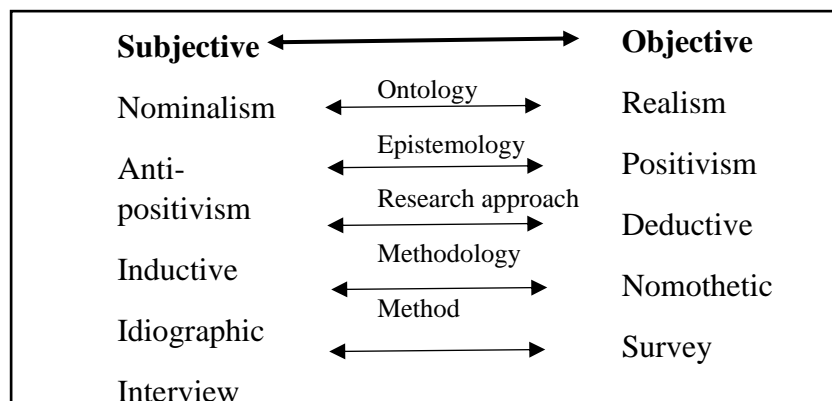 Subjective Objective
Nominalism Ontology Realism
Epistemology
Anti-
positivism
Positivism
Research approach
Deductive
Inductive
Methodology
Nomothetic
Idiographic
Method
Survey
Interview